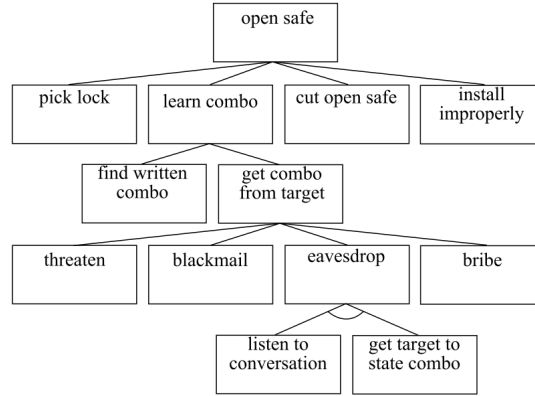 open safe
pick lock
learn combo
cut open safe
install
improperly
find written
combo
get combo
from target
threaten
blackmail
eavesdrop
bribe
listen to
conversation
get target to
state combo